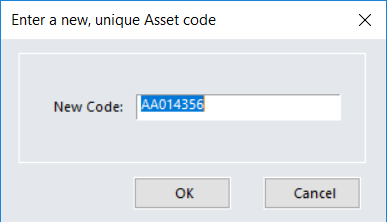 Enter a new, unique Asset code
New Code: AA014356
OK Cancel